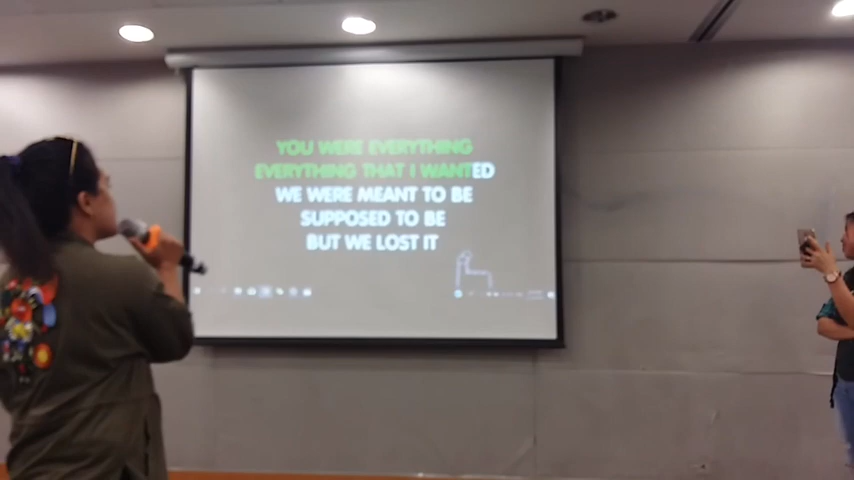 YOU WERE EVERYTHING
EVERYTHING THAT I WANTED
WE WERE MEANT TO BE
SUPPOSED TO BE
BUT WE LOST IT